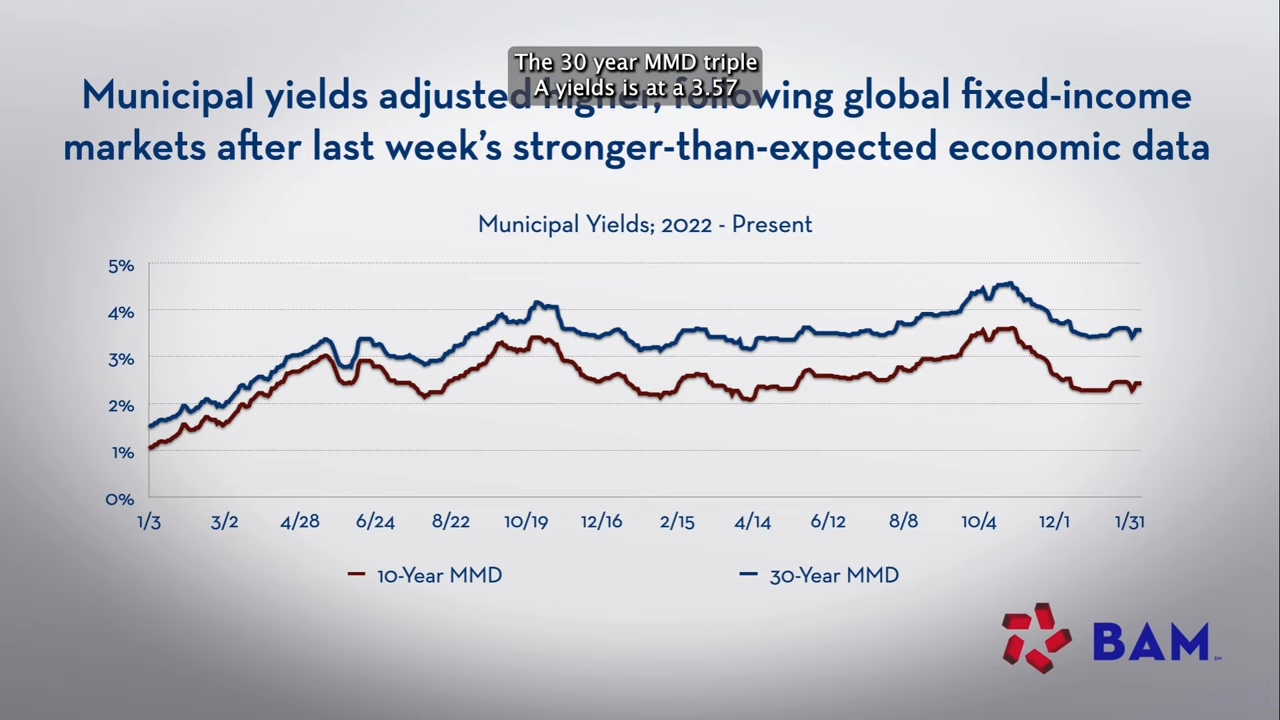 The 30 year MMD triple
A yields is at a 3.57
Municipal yields adjusted higher, following global fixed-income
markets after last week's stronger-than-expected economic data
Municipal Yields; 2022 - Present
5%
4%
3%
2%
1%
0%
1/3 3/2 4/28 6/24 8/22 10/19 12/16 2/15 4/14 6/12 8/8 10/4 12/1 1/31
10-Year MMD 30-Year MMD
BAM